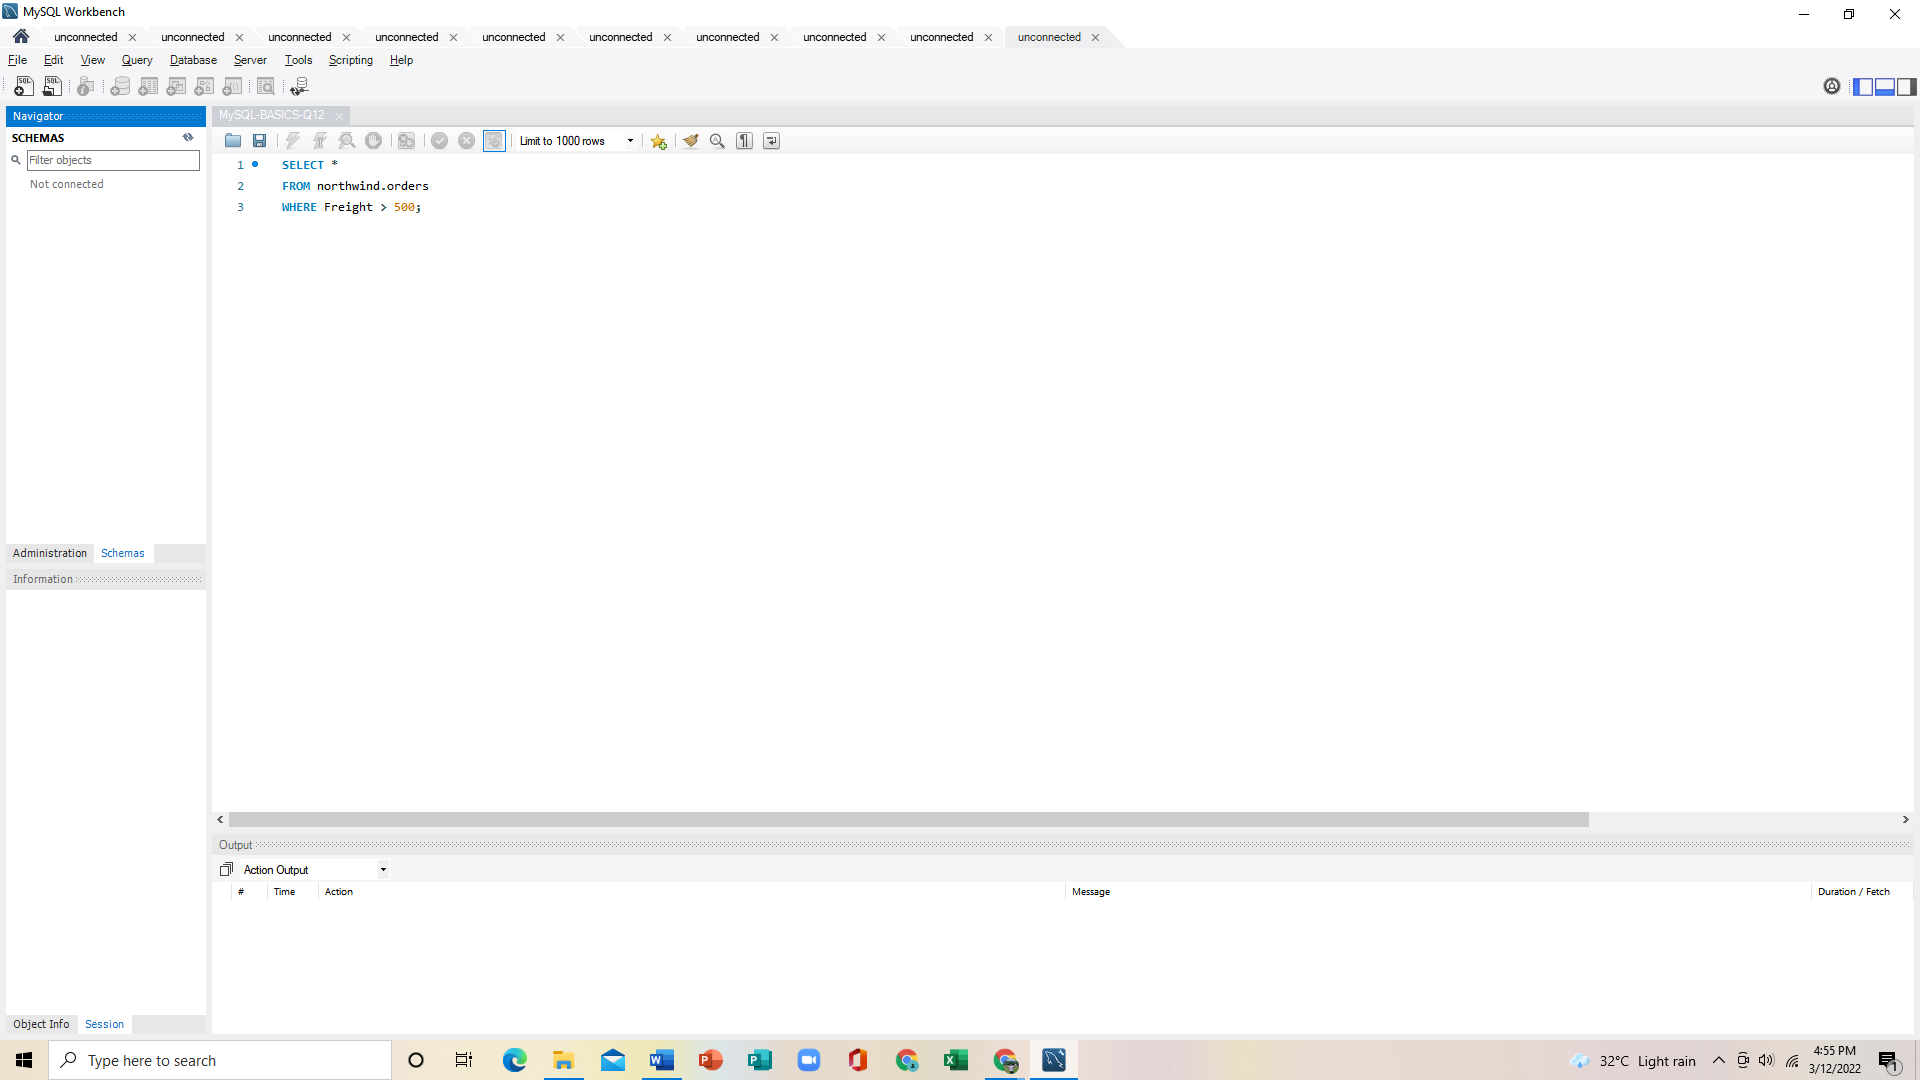 MySQL Workbench
unconnected unconnected unconnected unconnected unconnected unconnected unconnected unconnected unconnected unconnected
File Edit View Query Database Server Tools Scripting Help
Navigator
SCHEMAS
Filter objects
Not connected
MySQL-BASICS-Q12
Limit to 1000 rows
1 SELECT *
2 FROM northwind.orders
3 WHERE Freight > 500;
Administration Schemas
Information
Output
Action Output
# Time Action Message Duration / Fetch
Object Info Session
Type here to search
32°C Light rain
4:55 PM
3/12/2022
1